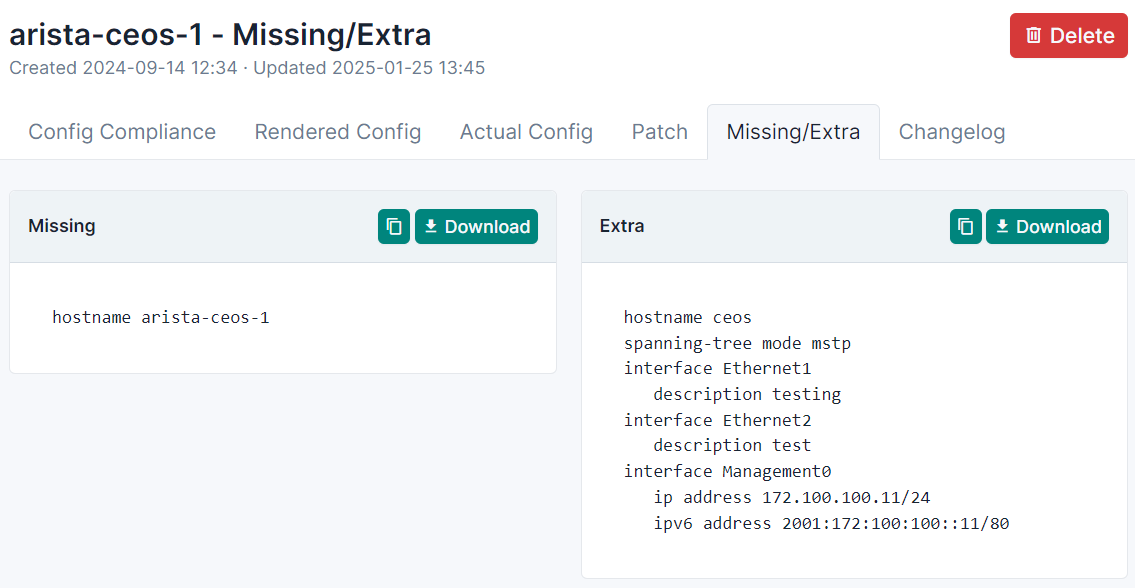 arista-ceos-1 - Missing/Extra
Delete
Created 2024-09-14 12:34 · Updated 2025-01-25 13:45
Config Compliance Rendered Config Actual Config Patch Missing/Extra Changelog
Missing
Download
hostname arista-ceos-1
Extra
Download
hostname ceos
spanning-tree mode mstp
interface Ethernet1
   description testing
interface Ethernet2
   description test
interface Management0
   ip address 172.100.100.11/24
   ipv6 address 2001:172:100:100::11/80